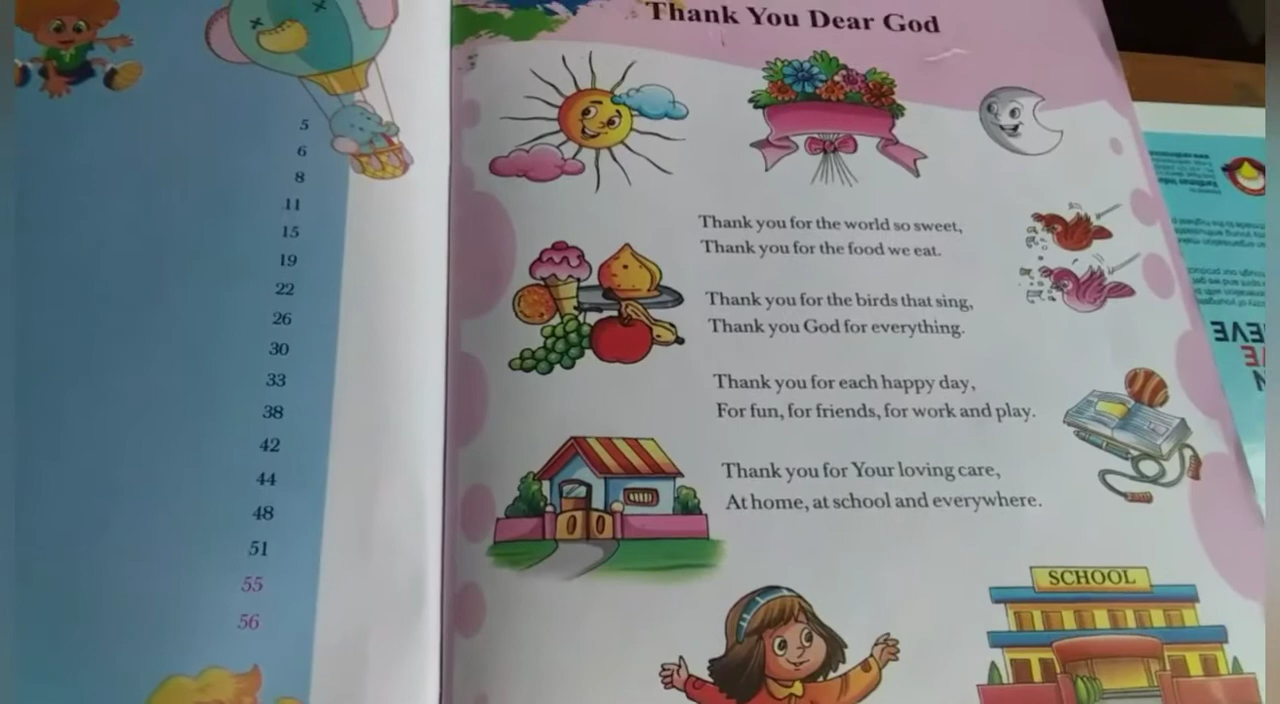 5
6
8
11
15
19
22
26
30
33
38
42
44
48
51
55
56
Thank You Dear God
Thank you for the world so sweet,
Thank you for the food we eat.
Thank you for the birds that sing,
Thank you God for everything.
Thank you for each happy day,
For fun, for friends, for work and play.
Thank you for Your loving care,
At home, at school and everywhere.
SCHOOL